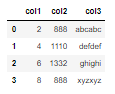 col1 col2 col3
0 2 888 abcabc
1 4 1110 defdef
2 6 1332 ghighi
3 8 888 xyzxyz